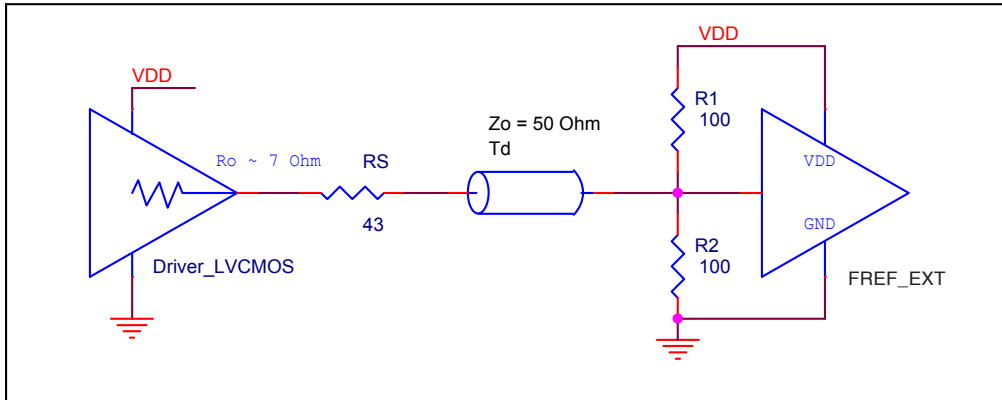 VDD
VDD
R1
100
Zo = 50 Ohm
Td
Ro ~ 7 Ohm
RS
VDD
43
GND
R2
100
Driver_LVCMOS
FREF_EXT